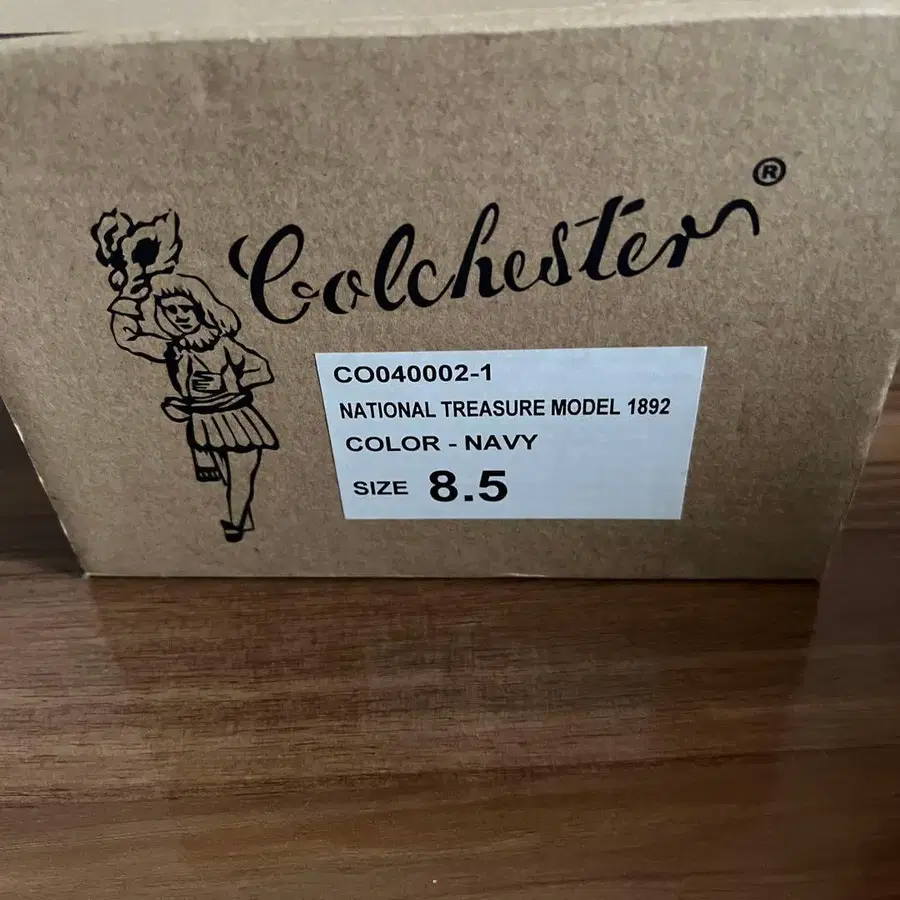 Colchester ®
CO040002-1
NATIONAL TREASURE MODEL 1892
COLOR - NAVY
SIZE 8.5